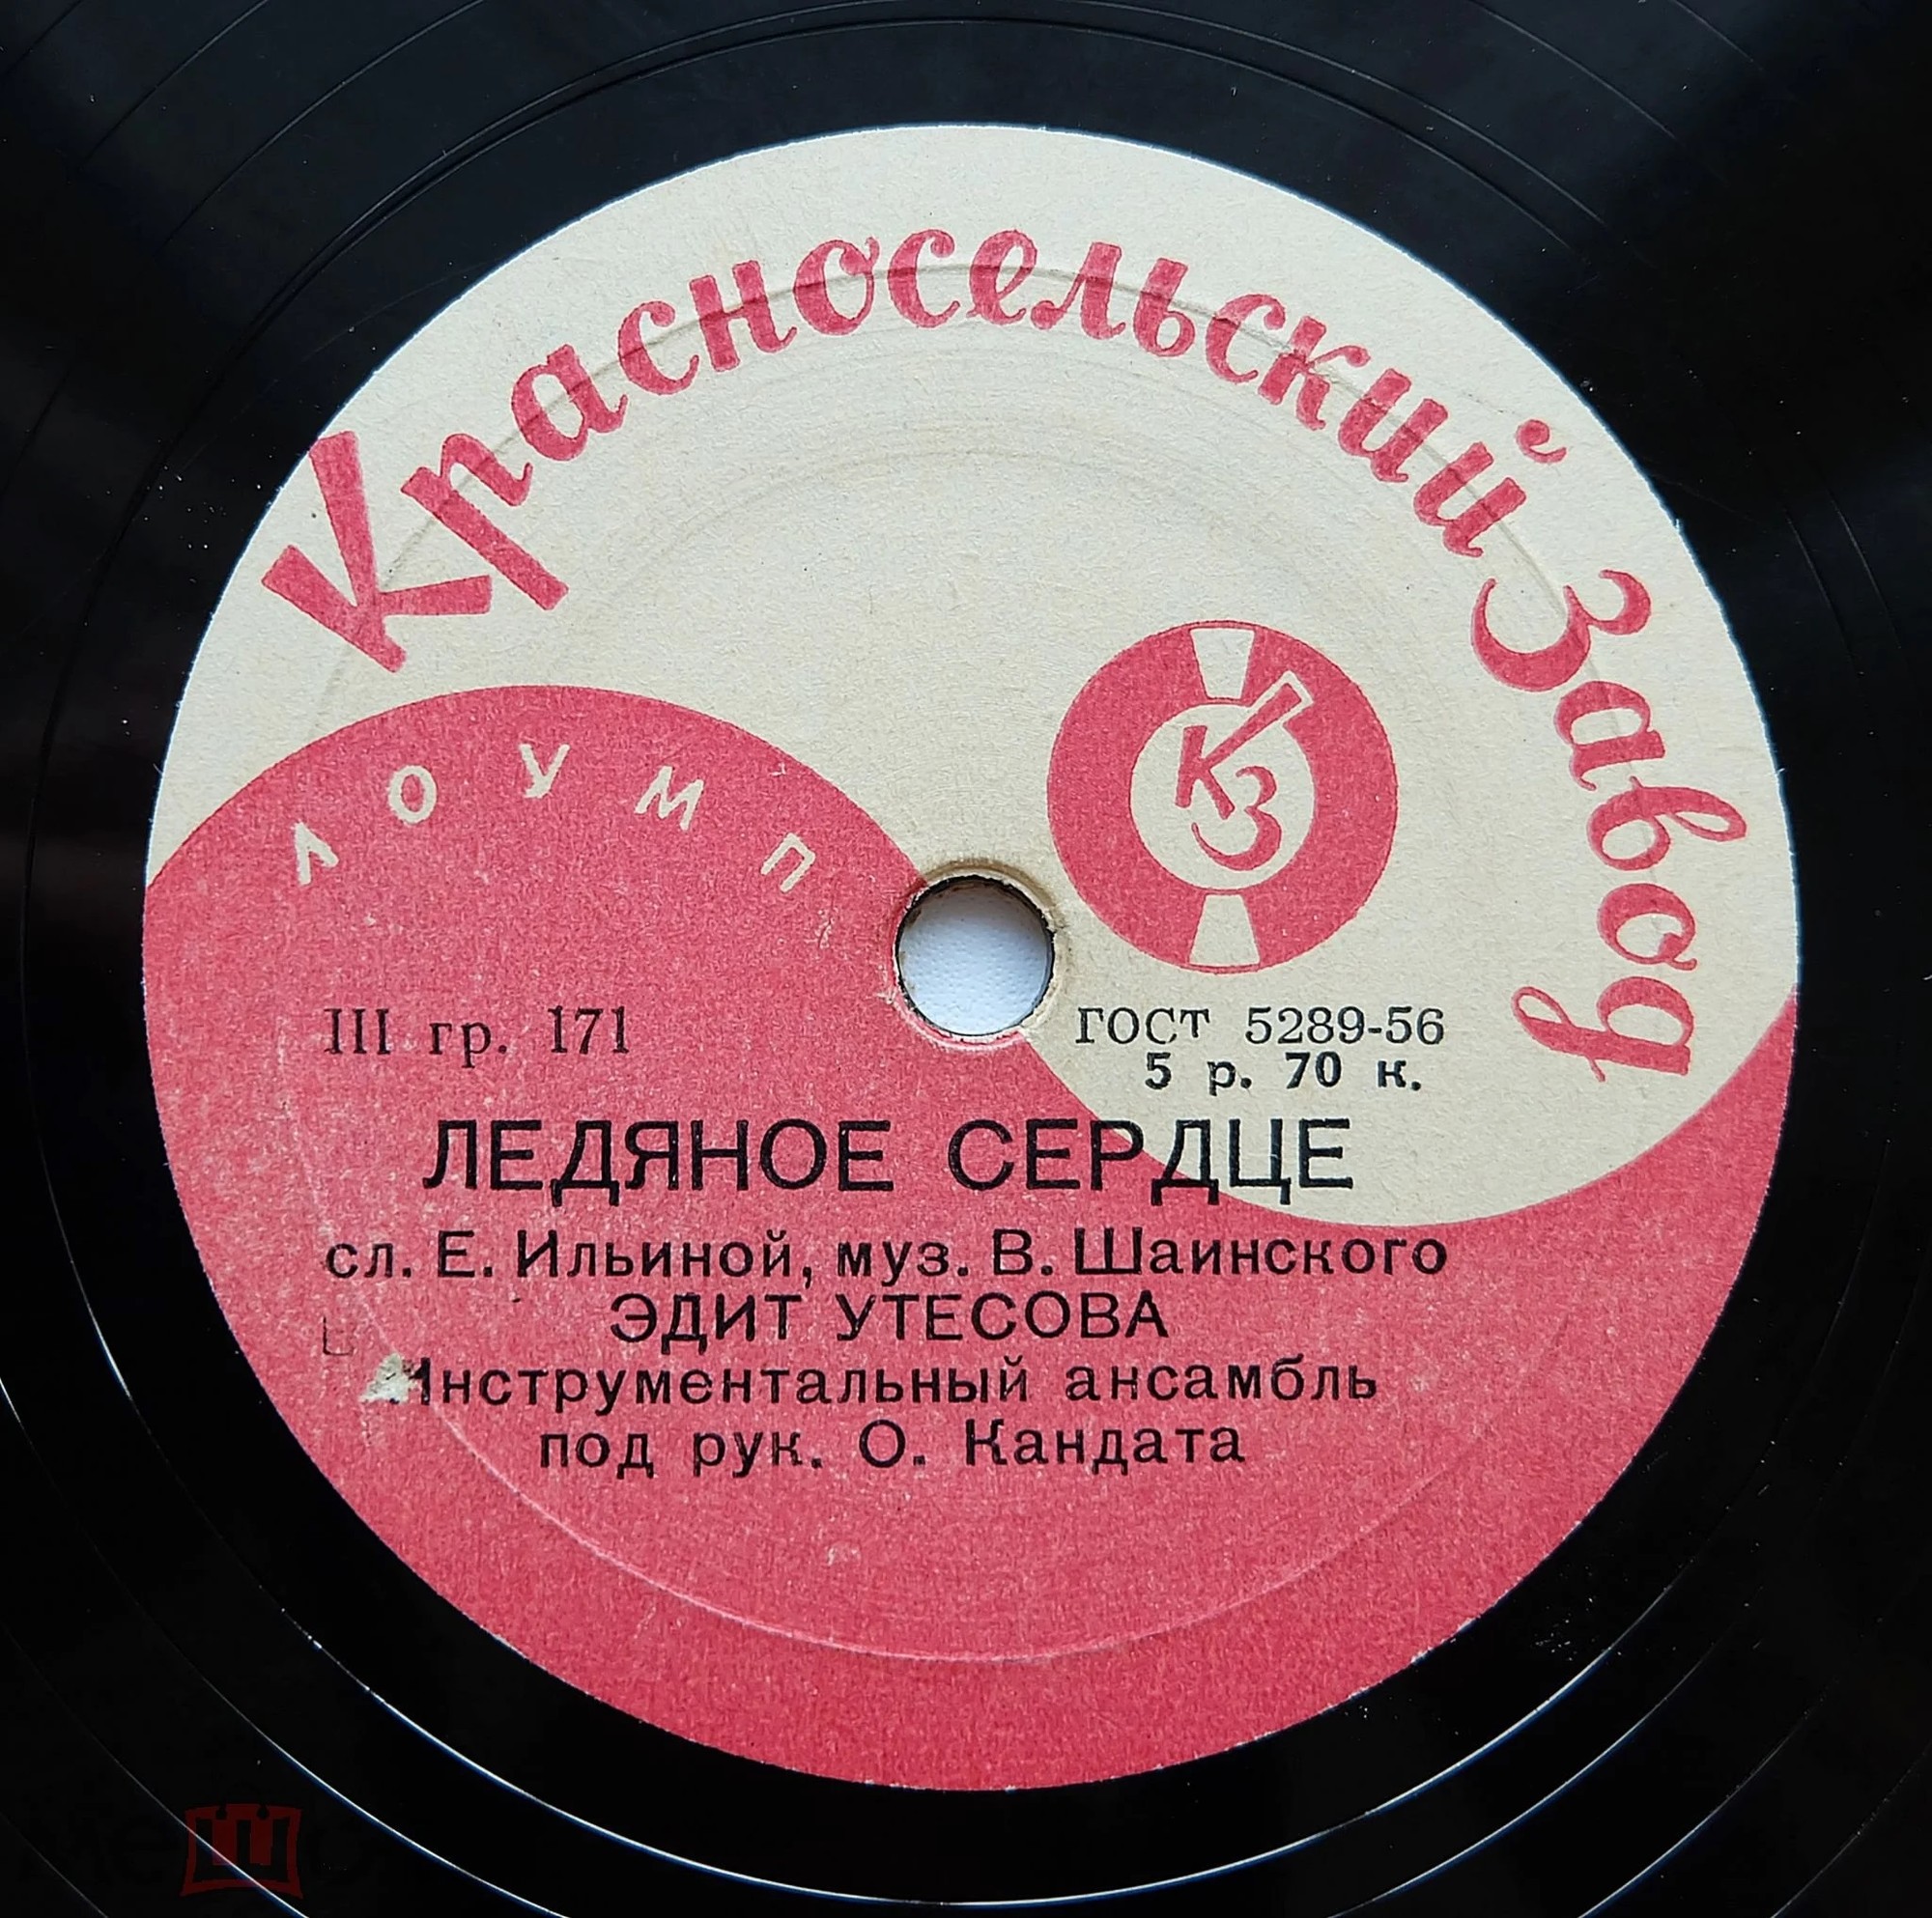 Красносельский Завод
ЛОУМП
КЗ
III гр. 171
ГОСТ 5289-56
5 р. 70 к.
ЛЕДЯНОЕ СЕРДЦЕ
сл. Е. Ильиной, муз. В. Шаинского
ЭДИТ УТЕСОВА
Инструментальный ансамбль
под рук. О. Кандата